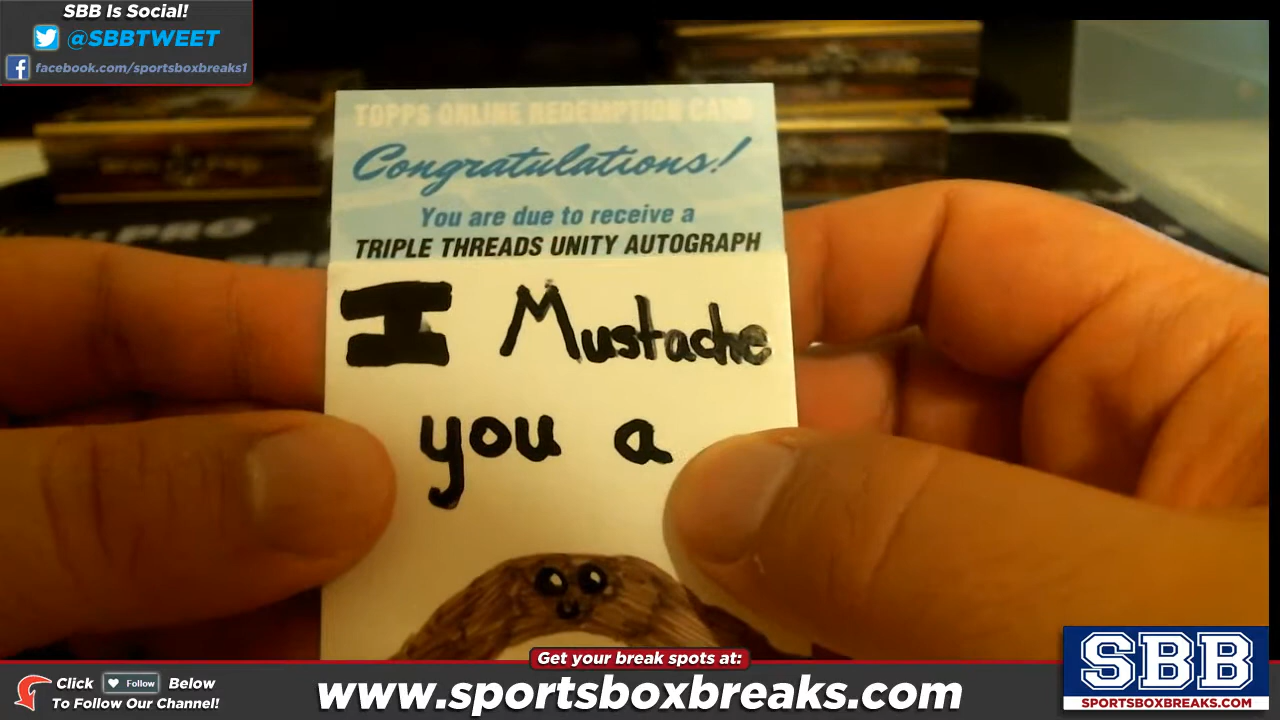 SBB Is Social!
@SBBTWEET
facebook.com/sportsboxbreaks1
TOPPS ONLINE REDEMPTION CARD
Congratulations!
You are due to receive a
TRIPLE THREADS UNITY AUTOGRAPH
PRO
I Mustache
you a
Get your break spots at:
Click Follow Below
To Follow Our Channel!
www.sportsboxbreaks.com
SBB
SPORTSBOXBREAKS.COM